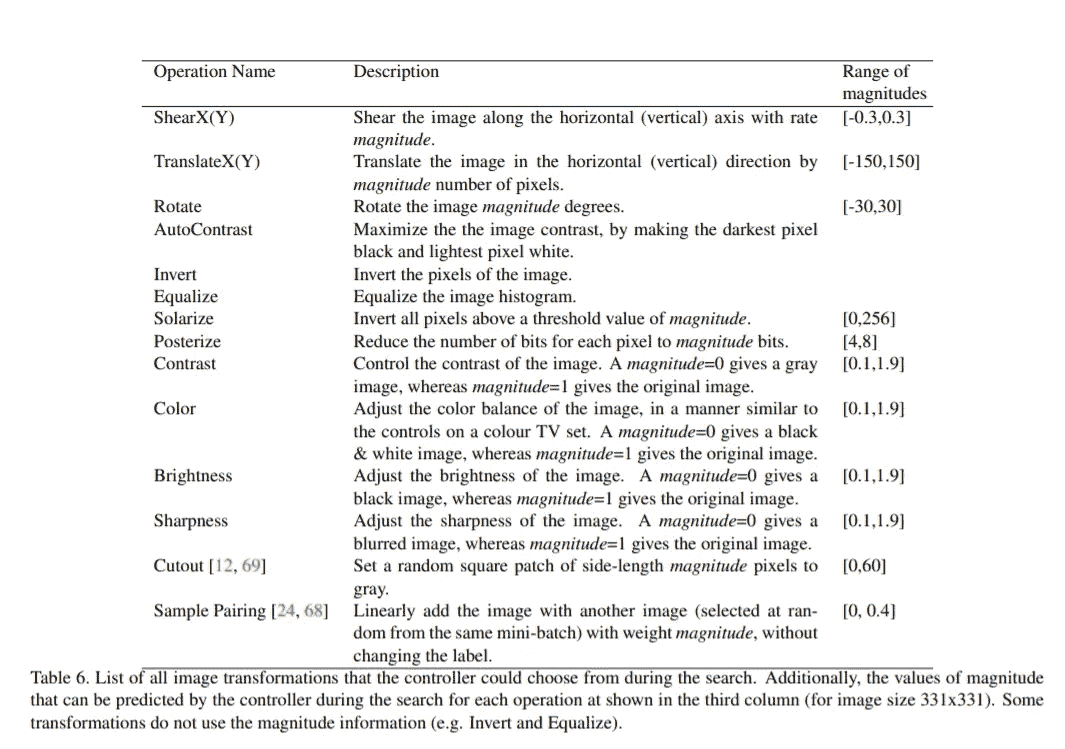 Operation Name Description Range of
magnitudes
ShearX(Y) Shear the image along the horizontal (vertical) axis with rate [-0.3,0.3]
magnitude.
TranslateX(Y) Translate the image in the horizontal (vertical) direction by [-150,150]
magnitude number of pixels.
Rotate Rotate the image magnitude degrees. [-30,30]
AutoContrast Maximize the the image contrast, by making the darkest pixel
black and lightest pixel white.
Invert Invert the pixels of the image.
Equalize Equalize the image histogram.
Solarize Invert all pixels above a threshold value of magnitude. [0,256]
Posterize Reduce the number of bits for each pixel to magnitude bits. [4,8]
Contrast Control the contrast of the image. A magnitude=0 gives a gray [0.1,1.9]
image, whereas magnitude=1 gives the original image.
Color Adjust the color balance of the image, in a manner similar to [0.1,1.9]
the controls on a colour TV set. A magnitude=0 gives a black
& white image, whereas magnitude=1 gives the original image.
Brightness Adjust the brightness of the image. A magnitude=0 gives a [0.1,1.9]
black image, whereas magnitude=1 gives the original image.
Sharpness Adjust the sharpness of the image. A magnitude=0 gives a [0.1,1.9]
blurred image, whereas magnitude=1 gives the original image.
Cutout [12, 69] Set a random square patch of side-length magnitude pixels to [0,60]
gray.
Sample Pairing [24, 68] Linearly add the image with another image (selected at ran- [0, 0.4]
dom from the same mini-batch) with weight magnitude, without
changing the label.
Table 6. List of all image transformations that the controller could choose from during the search. Additionally, the values of magnitude
that can be predicted by the controller during the search for each operation at shown in the third column (for image size 331x331). Some
transformations do not use the magnitude information (e.g. Invert and Equalize).